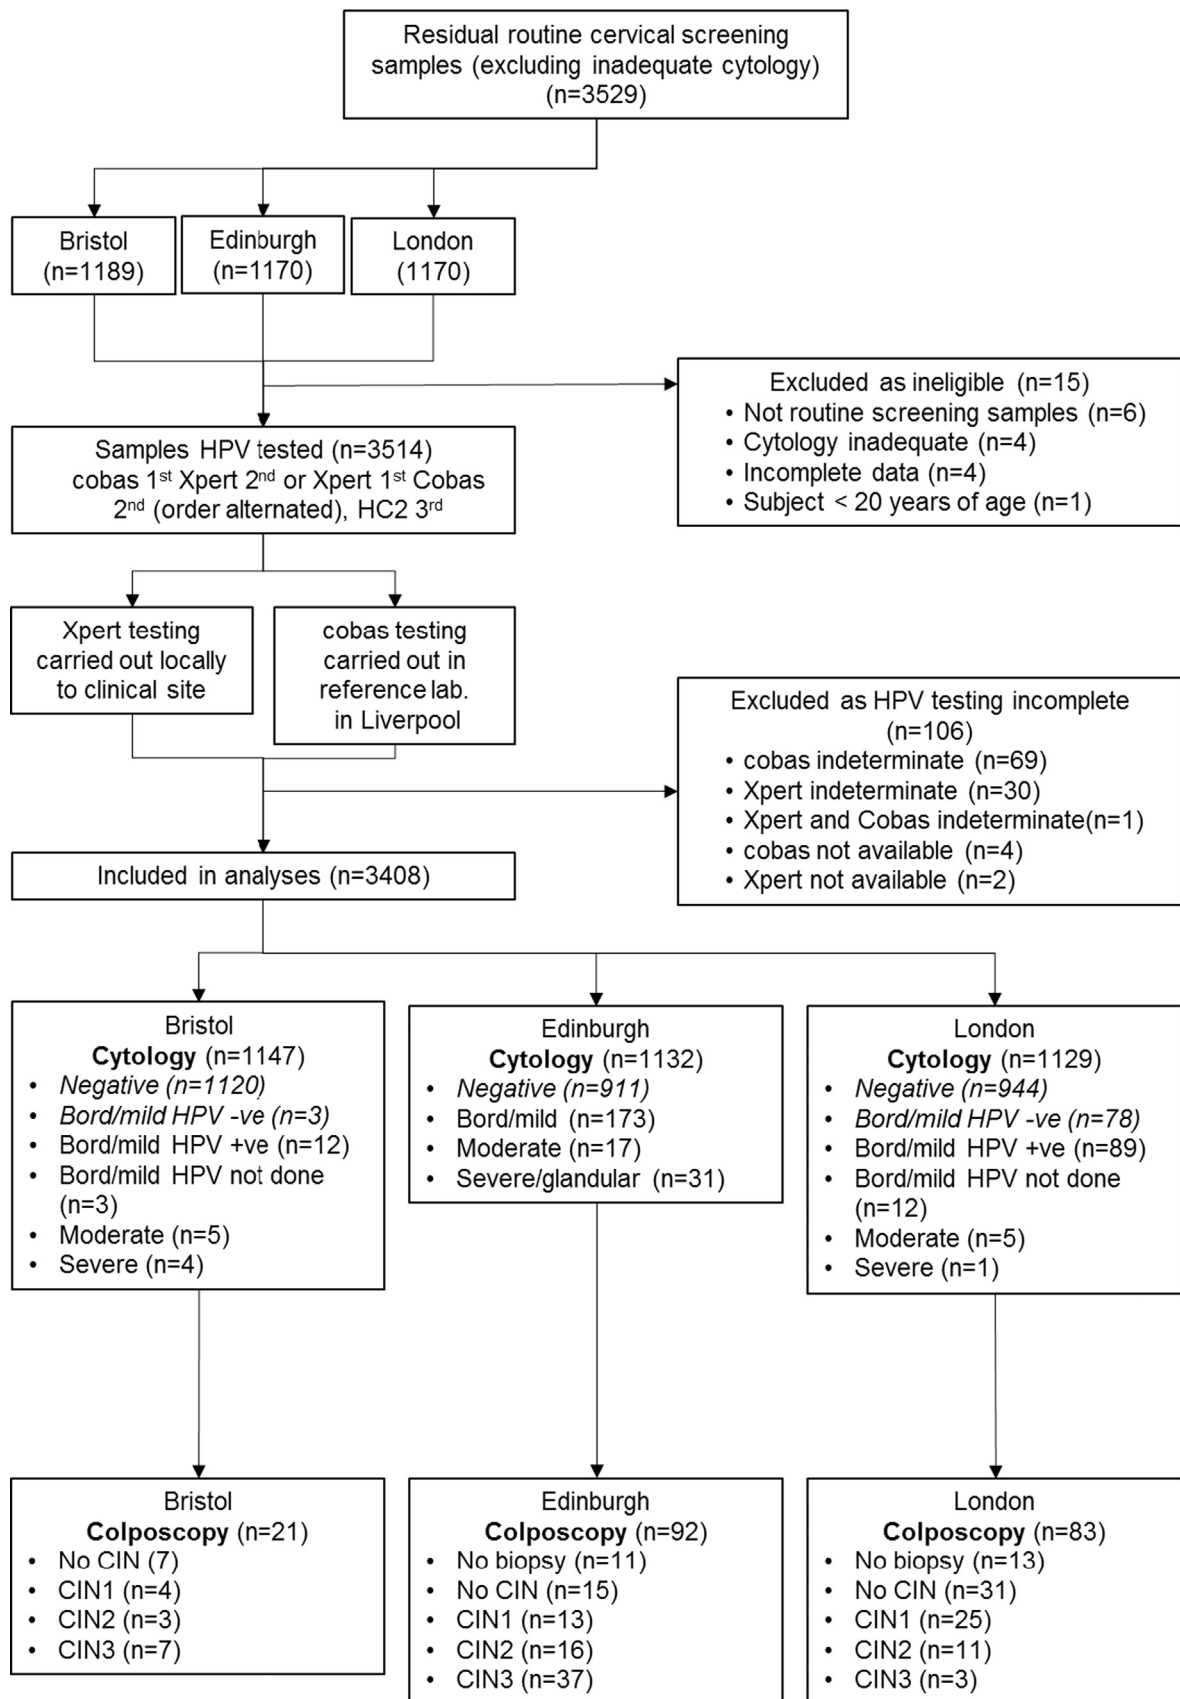 Residual routine cervical screening
samples (excluding inadequate cytology)
(n=3529)
Bristol
(n=1189)
Edinburgh
(n=1170)
London
(1170)
Excluded as ineligible (n=15)
• Not routine screening samples (n=6)
• Cytology inadequate (n=4)
• Incomplete data (n=4)
• Subject < 20 years of age (n=1)
Samples HPV tested (n=3514)
cobas 1st Xpert 2nd or Xpert 1st Cobas
2nd (order alternated), HC2 3rd
Xpert testing
carried out locally
to clinical site
cobas testing
carried out in
reference lab.
in Liverpool
Excluded as HPV testing incomplete
(n=106)
• cobas indeterminate (n=69)
• Xpert indeterminate (n=30)
• Xpert and Cobas indeterminate(n=1)
• cobas not available (n=4)
• Xpert not available (n=2)
Included in analyses (n=3408)
Bristol
Cytology (n=1147)
• Negative (n=1120)
• Bord/mild HPV -ve (n=3)
• Bord/mild HPV +ve (n=12)
• Bord/mild HPV not done
(n=3)
• Moderate (n=5)
• Severe (n=4)
Edinburgh
Cytology (n=1132)
• Negative (n=911)
• Bord/mild (n=173)
• Moderate (n=17)
• Severe/glandular (n=31)
London
Cytology (n=1129)
• Negative (n=944)
• Bord/mild HPV -ve (n=78)
• Bord/mild HPV +ve (n=89)
• Bord/mild HPV not done
(n=12)
• Moderate (n=5)
• Severe (n=1)
Bristol
Colposcopy (n=21)
• No CIN (7)
• CIN1 (n=4)
• CIN2 (n=3)
• CIN3 (n=7)
Edinburgh
Colposcopy (n=92)
• No biopsy (n=11)
• No CIN (n=15)
• CIN1 (n=13)
• CIN2 (n=16)
• CIN3 (n=37)
London
Colposcopy (n=83)
• No biopsy (n=13)
• No CIN (n=31)
• CIN1 (n=25)
• CIN2 (n=11)
• CIN3 (n=3)